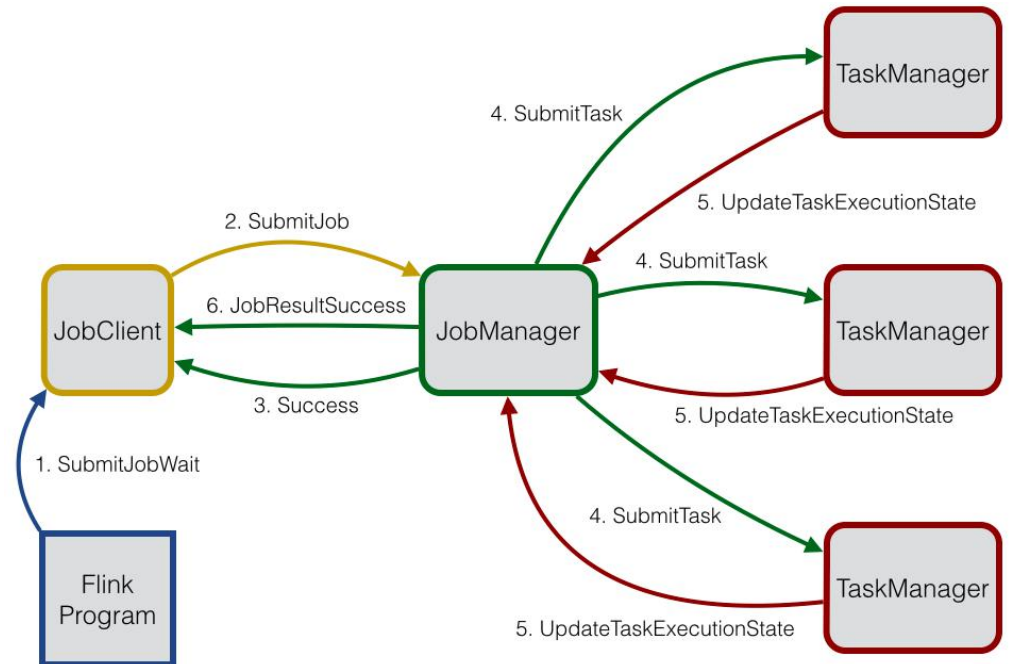 TaskManager
4. SubmitTask
5. UpdateTaskExecutionState
2. SubmitJob
4. SubmitTask
6. JobResultSuccess
JobClient
JobManager
TaskManager
3. Success
5. UpdateTaskExecutionState
1. SubmitJobWait
4. SubmitTask
Flink
Program
TaskManager
5. UpdateTaskExecutionState